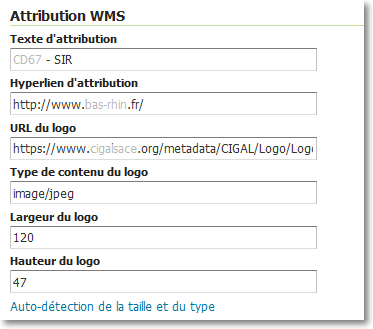 Attribution WMS
Texte d'attribution
CD67 - SIR
Hyperlien d'attribution
http://www.bas-rhin.fr/
URL du logo
https://www.cigalsace.org/metadata/CIGAL/Logo/Log
Type de contenu du logo
image/jpeg
Largeur du logo
120
Hauteur du logo
47
Auto-détection de la taille et du type